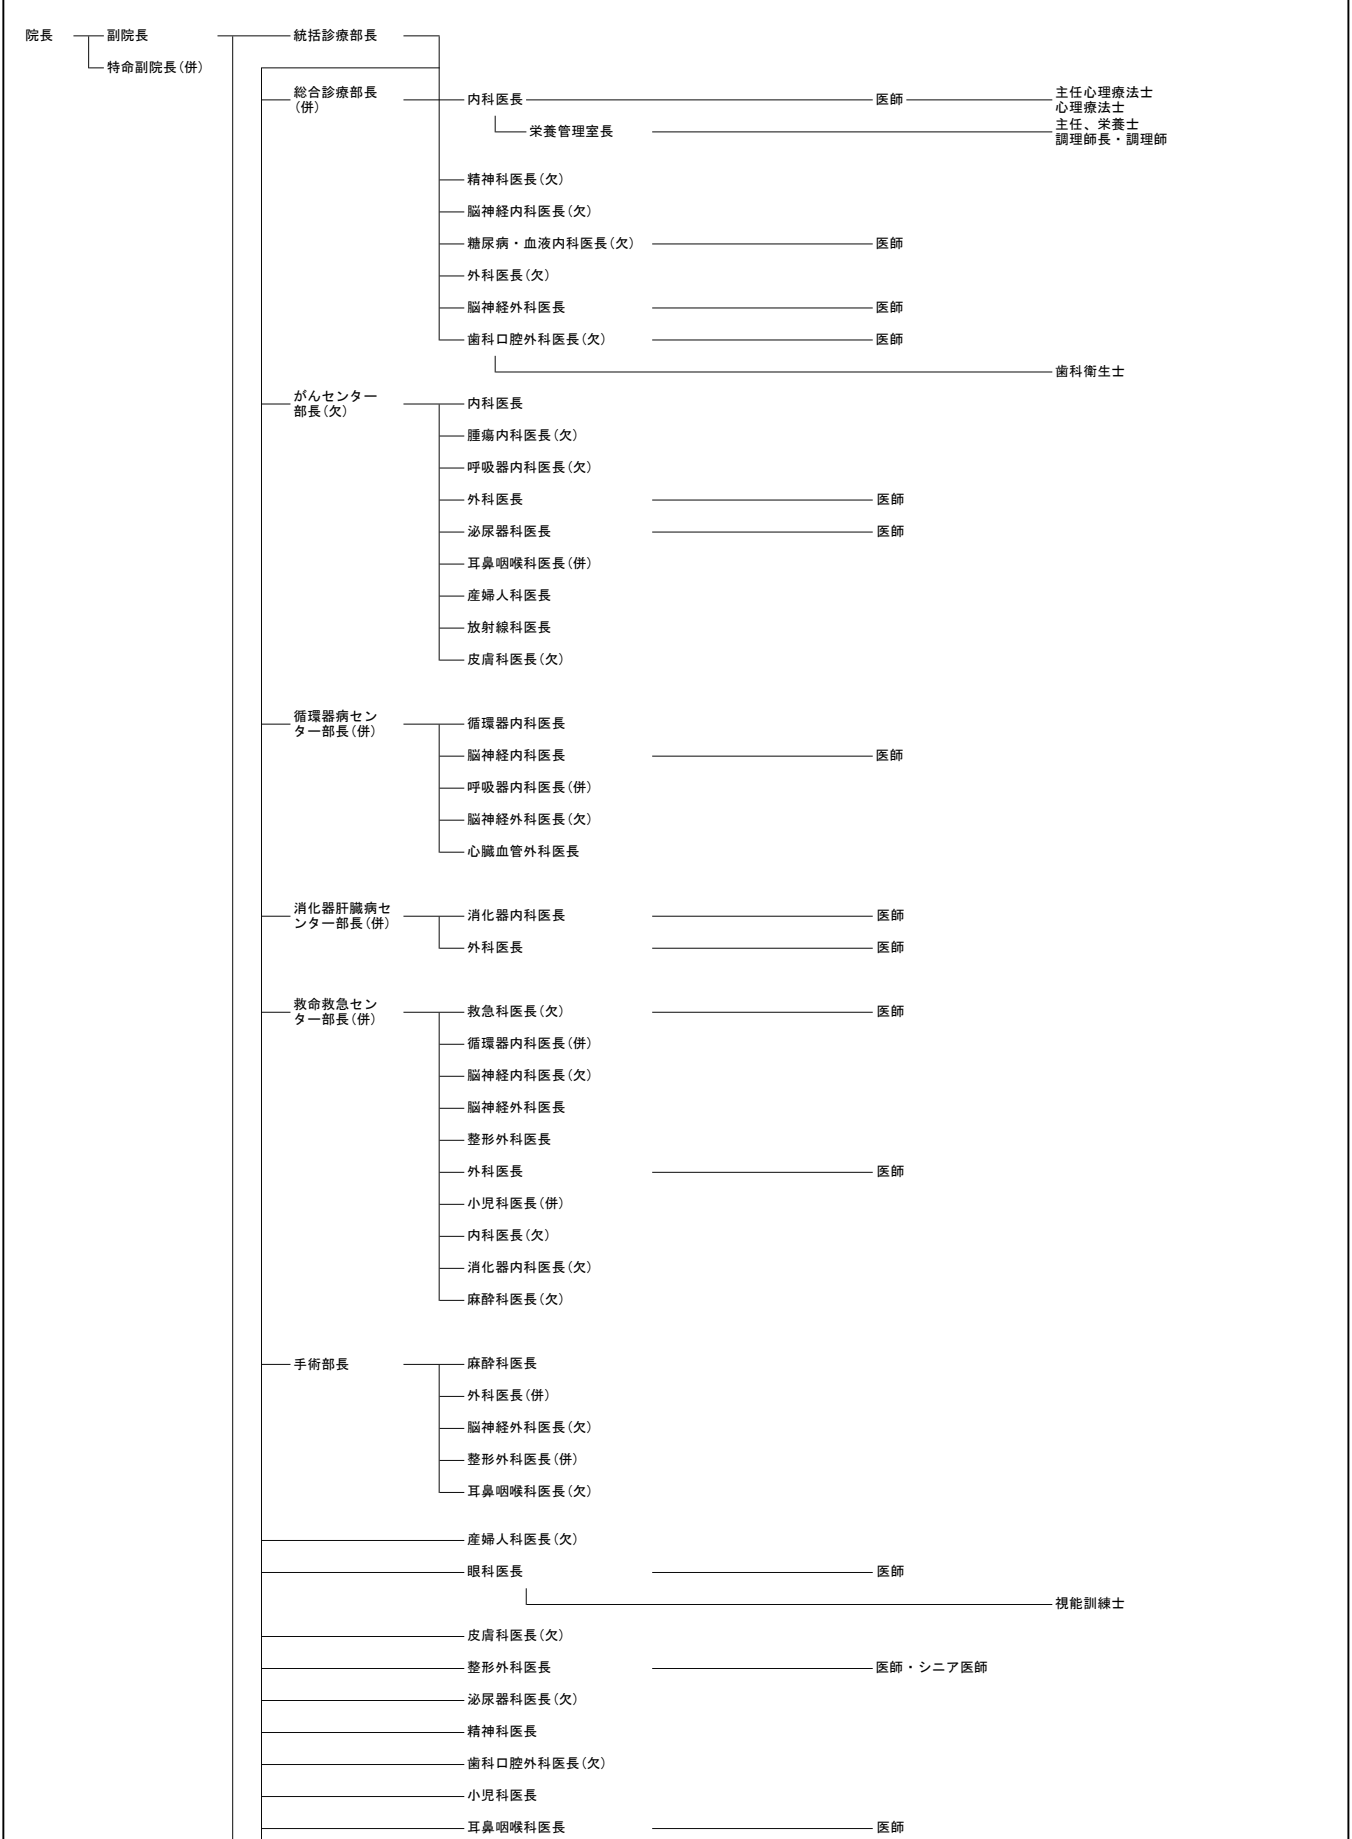 院長 副院長 統括診療部長
特命副院長(併)
総合診療部長
(併)
内科医長 医師 主任心理療法士
心理療法士
栄養管理室長 主任、栄養士
調理師長・調理師
精神科医長(欠)
脳神経内科医長(欠)
糖尿病・血液内科医長(欠) 医師
外科医長(欠)
脳神経外科医長 医師
歯科口腔外科医長(欠) 医師
歯科衛生士
がんセンター
部長(欠)
内科医長
腫瘍内科医長(欠)
呼吸器内科医長(欠)
外科医長 医師
泌尿器科医長 医師
耳鼻咽喉科医長(併)
産婦人科医長
放射線科医長
皮膚科医長(欠)
循環器病セン
ター部長(併)
循環器内科医長
脳神経内科医長 医師
呼吸器内科医長(併)
脳神経外科医長(欠)
心臓血管外科医長
消化器肝臓病セ
ンター部長(併)
消化器内科医長 医師
外科医長 医師
救命救急セン
ター部長(併)
救急科医長(欠) 医師
循環器内科医長(併)
脳神経内科医長(欠)
脳神経外科医長
整形外科医長
外科医長 医師
小児科医長(併)
内科医長(欠)
消化器内科医長(欠)
麻酔科医長(欠)
手術部長 麻酔科医長
外科医長(併)
脳神経外科医長(欠)
整形外科医長(併)
耳鼻咽喉科医長(欠)
産婦人科医長(欠)
眼科医長 医師
視能訓練士
皮膚科医長(欠)
整形外科医長 医師・シニア医師
泌尿器科医長(欠)
精神科医長
歯科口腔外科医長(欠)
小児科医長
耳鼻咽喉科医長 医師